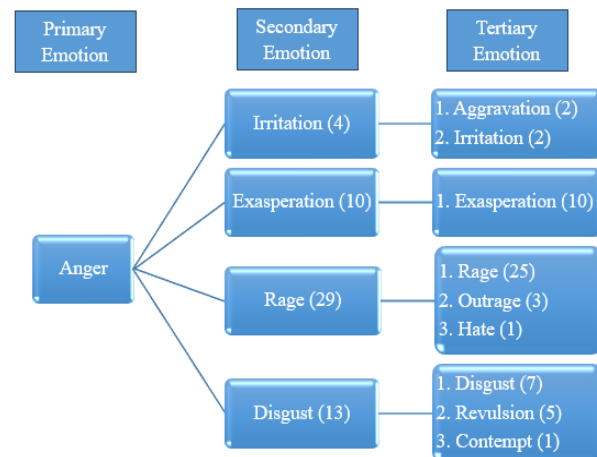 Primary
Emotion
Secondary
Emotion
Tertiary
Emotion
Anger
Irritation (4)
1. Aggravation (2)
2. Irritation (2)
Exasperation (10)
1. Exasperation (10)
Rage (29)
1. Rage (25)
2. Outrage (3)
3. Hate (1)
Disgust (13)
1. Disgust (7)
2. Revulsion (5)
3. Contempt (1)